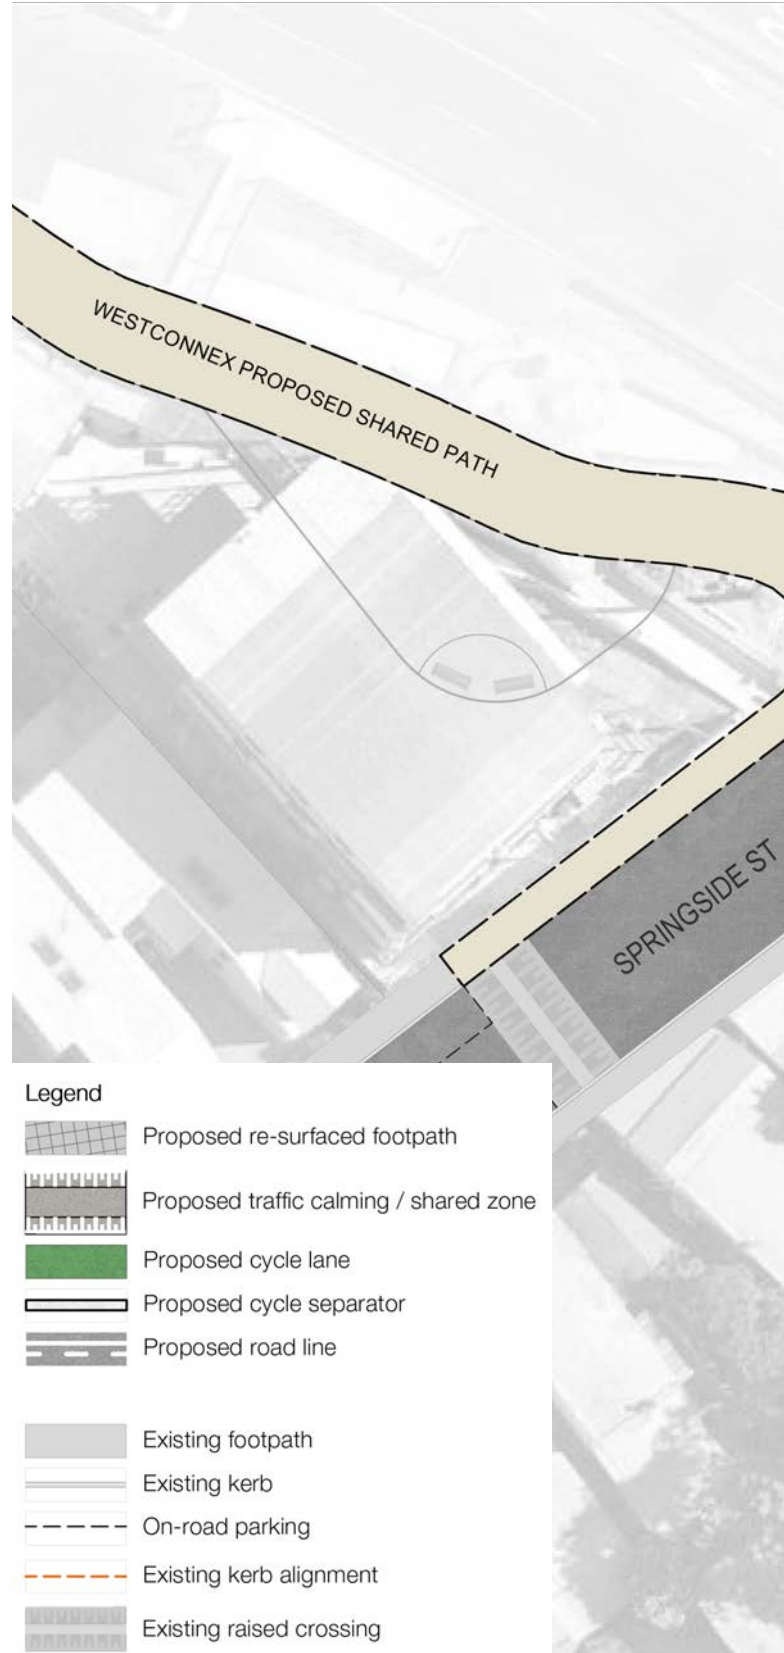 WESTCONNEX PROPOSED SHARED PATH
SPRINGSIDE ST
Legend
Proposed re-surfaced footpath
Proposed traffic calming / shared zone
Proposed cycle lane
Proposed cycle separator
Proposed road line
Existing footpath
Existing kerb
On-road parking
Existing kerb alignment
Existing raised crossing